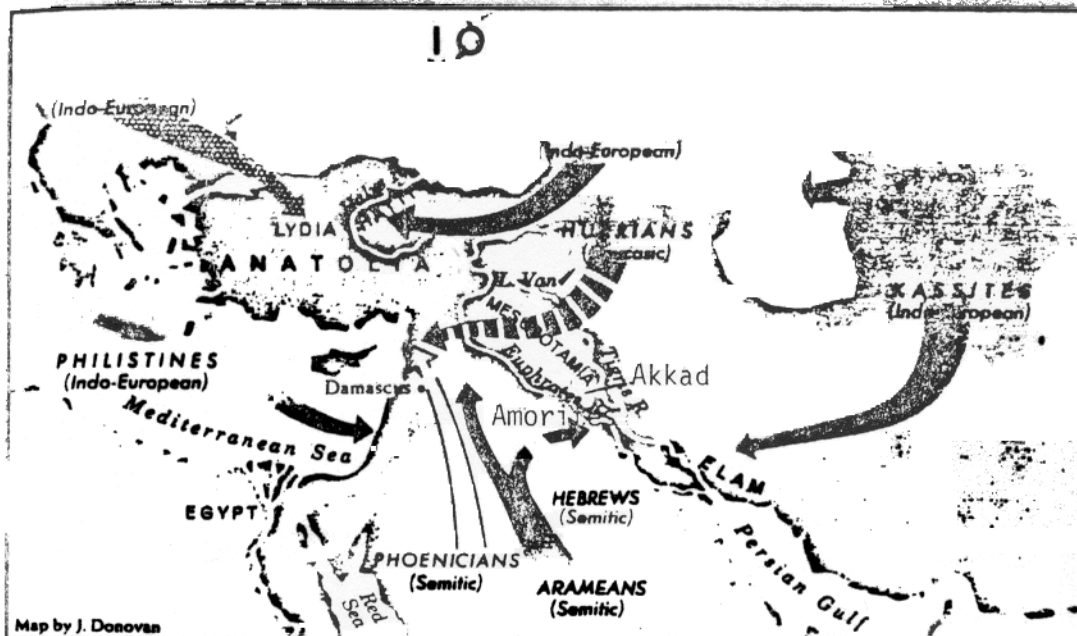 10
(Indo-European)
(Indo-European)
LYDIA
HURRIANS
ANATOLIA
L. Van
KASSITES
(Indo-European)
MESOPOTAMIA
PHILISTINES
(Indo-European)
Tigris R.
Akkad
Damascus
Euphrates R.
Mediterranean Sea
Amorite
ELAM
EGYPT
HEBREWS
(Semitic)
PHOENICIANS
(Semitic)
ARAMEANS
(Semitic)
Persian Gulf
Red
Sea
Map by J. Donovan